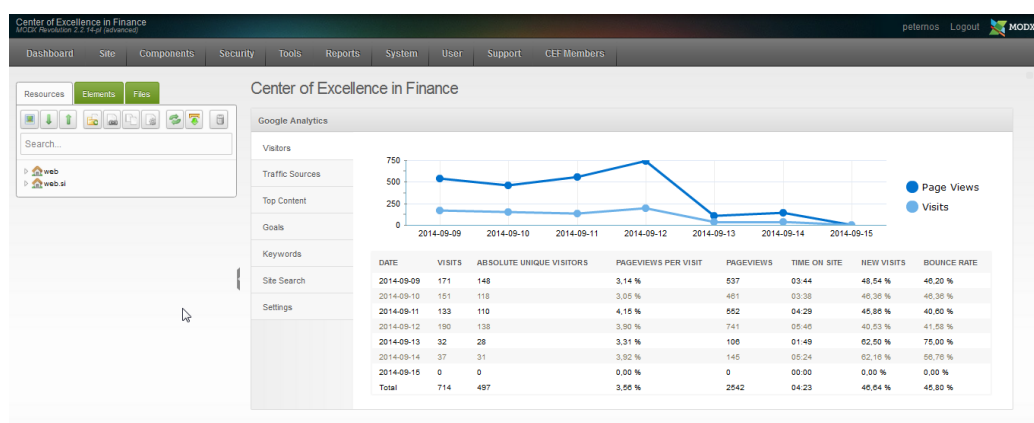 Center of Excellence in Finance
MODX Revolution 2.2.14-pl (advanced)
peternos Logout MODX
Dashboard Site Components Security Tools Reports System User Support CEF Members
Resources Elements Files
Search...
web
web.si
Center of Excellence in Finance
Google Analytics
Visitors
Traffic Sources
Top Content
Goals
Keywords
Site Search
Settings
750
500
250
0
2014-09-09 2014-09-10 2014-09-11 2014-09-12 2014-09-13 2014-09-14 2014-09-15
Page Views
Visits
DATE VISITS ABSOLUTE UNIQUE VISITORS PAGEVIEWS PER VISIT PAGEVIEWS TIME ON SITE NEW VISITS BOUNCE RATE
2014-09-09 171 148 3,14 % 537 03:44 48,54 % 46,20 %
2014-09-10 151 118 3,05 % 461 03:38 46,36 % 46,36 %
2014-09-11 133 110 4,15 % 552 04:29 45,86 % 40,60 %
2014-09-12 190 138 3,90 % 741 05:46 40,53 % 41,58 %
2014-09-13 32 28 3,31 % 106 01:49 62,50 % 75,00 %
2014-09-14 37 31 3,92 % 145 05:24 62,16 % 56,76 %
2014-09-15 0 0 0,00 % 0 00:00 0,00 % 0,00 %
Total 714 497 3,56 % 2542 04:23 46,64 % 45,80 %